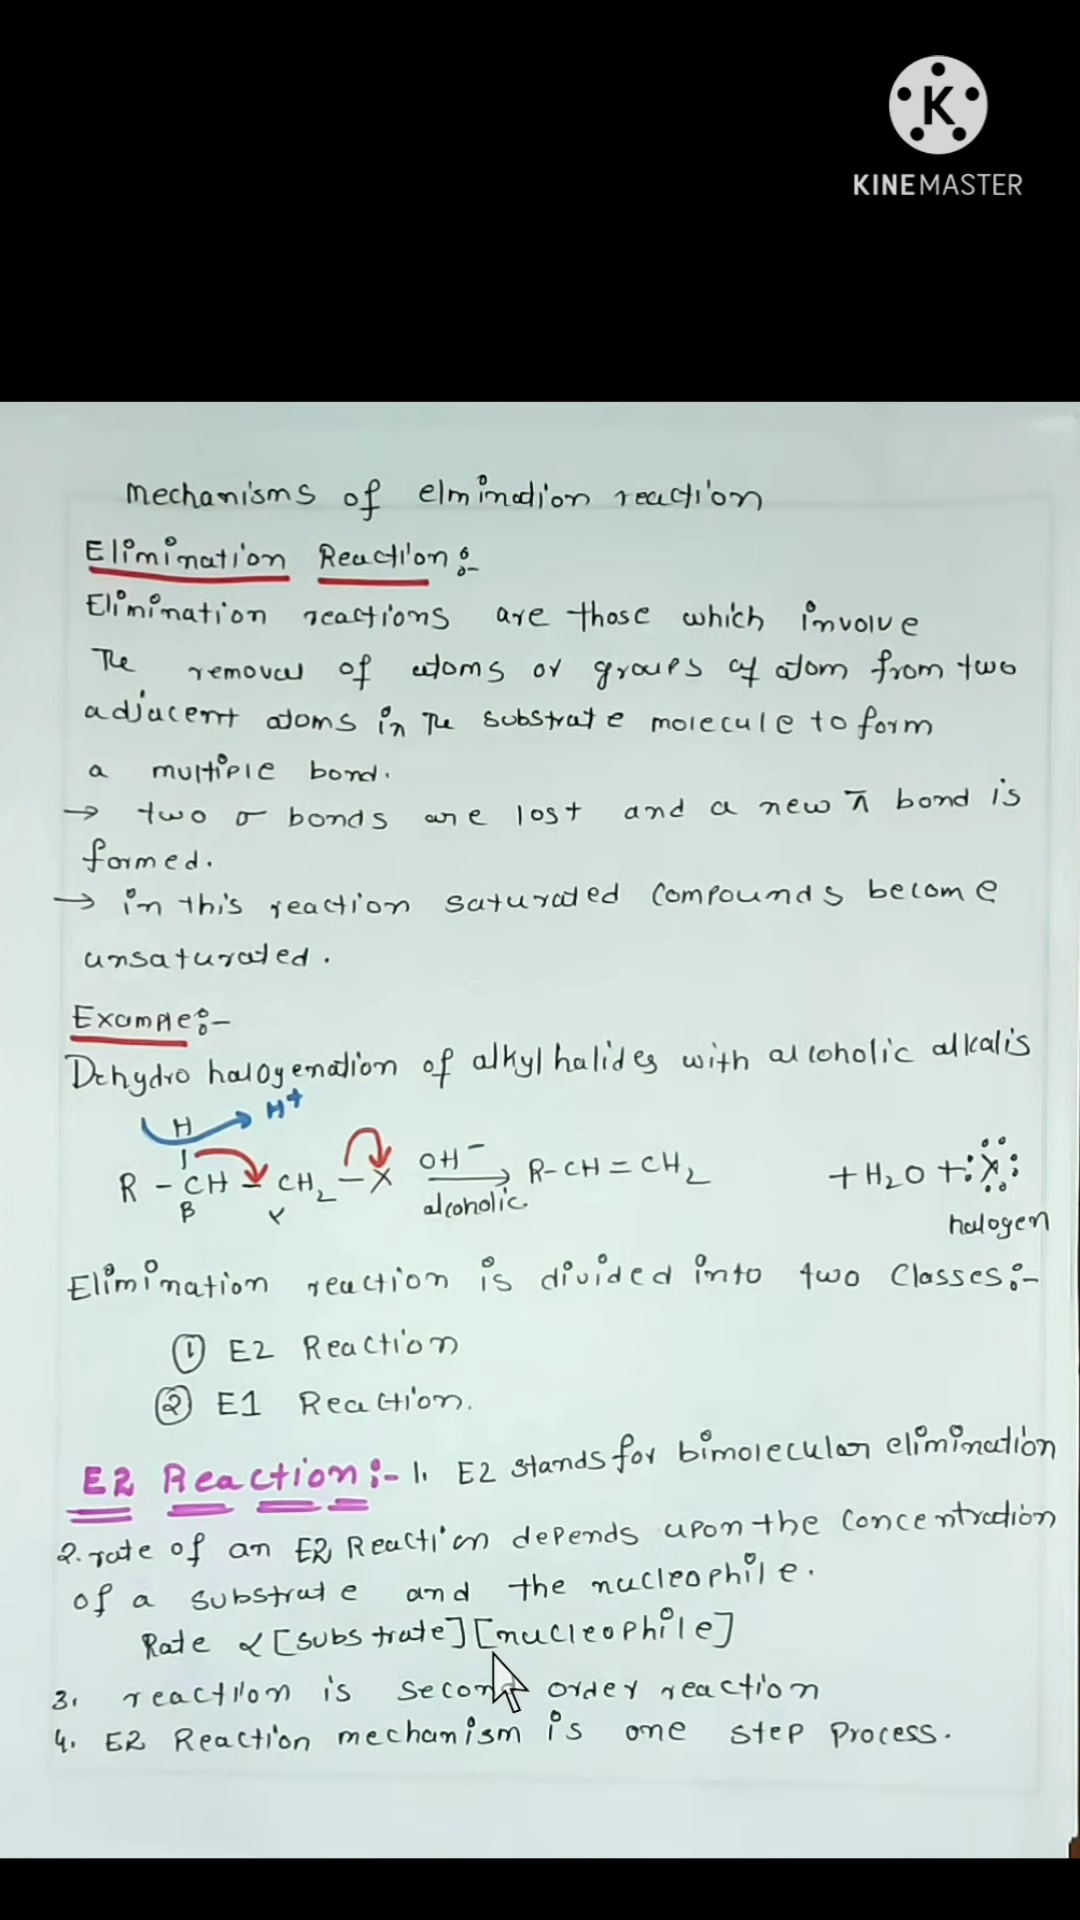 K
KINEMASTER
Mechanisms of elmination reaction
Elimination Reaction:-
Elimination reactions are those which involve
The removal of atoms or groups of atom from two
adjacent atoms in The substrate molecule to form
a multiple bond.
→ two σ bonds are lost and a new π bond is
formed.
→ in this reaction saturated compounds become
unsaturated.
Example:-
Dehydro halogenation of alkyl halides with alcoholic alkalis
H H+
R - CH - CH2 - X OH- → R-CH=CH2 + H2O + :X:
β alcoholic halogen
Elimination reaction is divided into two classes:-
① E2 Reaction
② E1 Reaction.
E2 Reaction:- 1. E2 stands for bimolecular elimination
2. rate of an E2 Reaction depends upon the concentration
of a substrate and the nucleophile.
Rate α [substrate][nucleophile]
3. reaction is second order reaction
4. E2 Reaction mechanism is one step process.